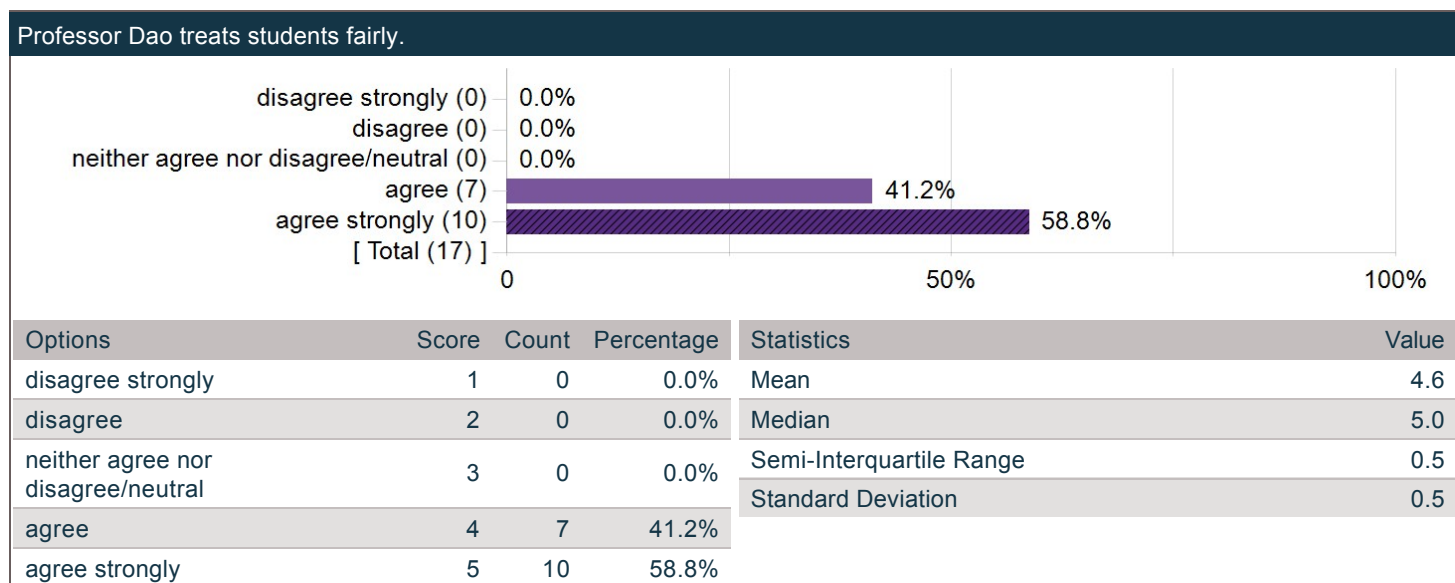 Professor Dao treats students fairly.
disagree strongly (0) 0.0%
disagree (0) 0.0%
neither agree nor disagree/neutral (0) 0.0%
agree (7) 41.2%
agree strongly (10) 58.8%
[ Total (17) ]
0 50% 100%
Options Score Count Percentage
disagree strongly 1 0 0.0%
disagree 2 0 0.0%
neither agree nor
disagree/neutral 3 0 0.0%
agree 4 7 41.2%
agree strongly 5 10 58.8%
Statistics Value
Mean 4.6
Median 5.0
Semi-Interquartile Range 0.5
Standard Deviation 0.5